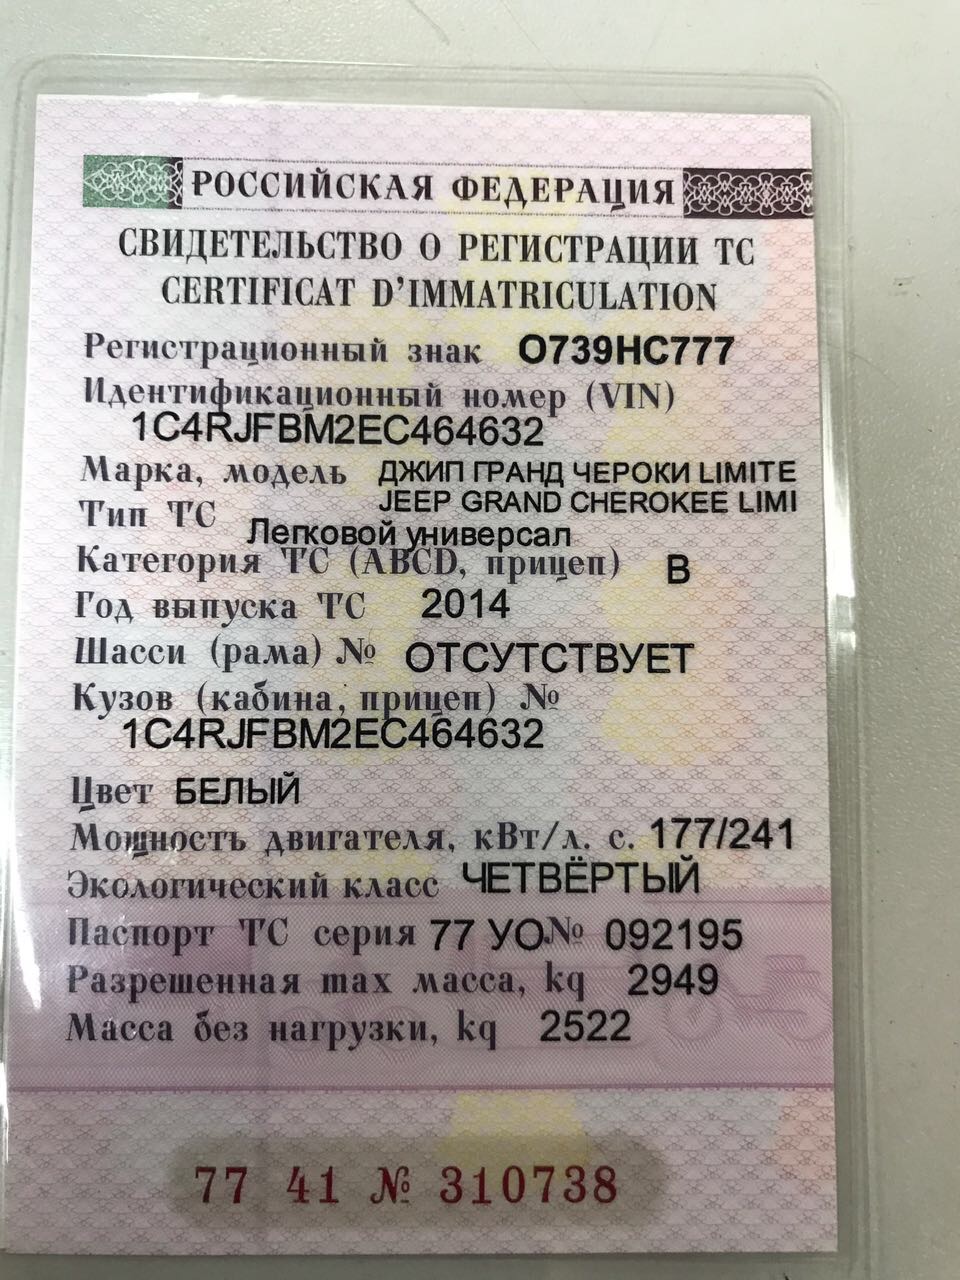 РОССИЙСКАЯ ФЕДЕРАЦИЯ
СВИДЕТЕЛЬСТВО О РЕГИСТРАЦИИ ТС
CERTIFICAT D'IMMATRICULATION
Регистрационный знак О739НС777
Идентификационный номер (VIN)
1C4RJFBM2EC464632
Марка, модель ДЖИП ГРАНД ЧЕРОКИ LIMITE
JEEP GRAND CHEROKEE LIMI
Тип ТС Легковой универсал
Категория ТС (ABCD, прицеп) В
Год выпуска ТС 2014
Шасси (рама) № ОТСУТСТВУЕТ
Кузов (кабина, прицеп) №
1C4RJFBM2EC464632
Цвет БЕЛЫЙ
Мощность двигателя, кВт/л. с. 177/241
Экологический класс ЧЕТВЁРТЫЙ
Паспорт ТС серия 77 УО№ 092195
Разрешенная max масса, kq 2949
Масса без нагрузки, kq 2522
77 41 № 310738